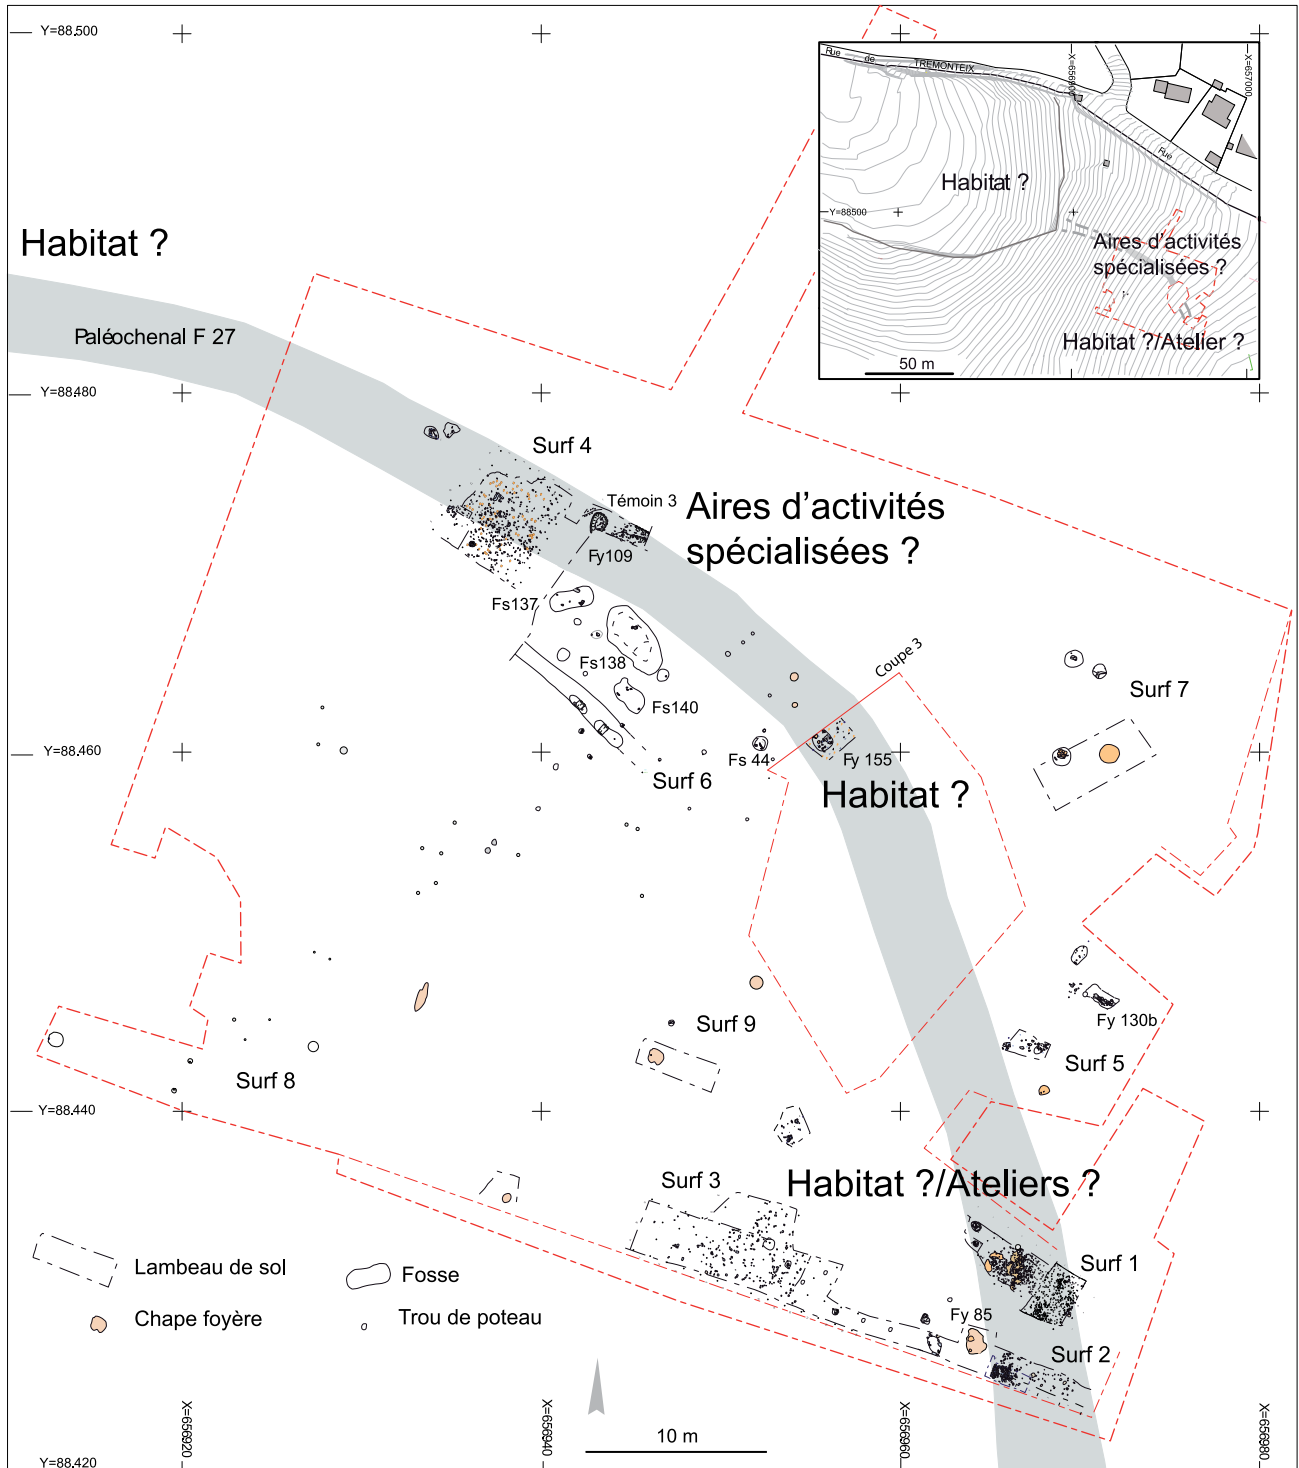 Y=88.500
Rue de TREMONTEIX
X=656900
X=657000
Rue
Habitat ?
Y=88500
Aires d'activités
spécialisées ?
Habitat ?/Atelier ?
50 m
Habitat ?
Paléochenal F 27
Y=88.480
Surf 4
Témoin 3
Aires d'activités
spécialisées ?
Fy109
Fs137
Fs138
Coupe 3
Surf 7
Fs140
Y=88.460
Fs 44
Fy 155
Surf 6
Habitat ?
Surf 9
Fy 130b
Surf 5
Surf 8
Y=88.440
Surf 3
Habitat ?/Ateliers ?
Lambeau de sol
Fosse
Surf 1
Chape foyère
Trou de poteau
Fy 85
Surf 2
X=656920
X=656940
X=656960
X=656980
10 m
Y=88.420